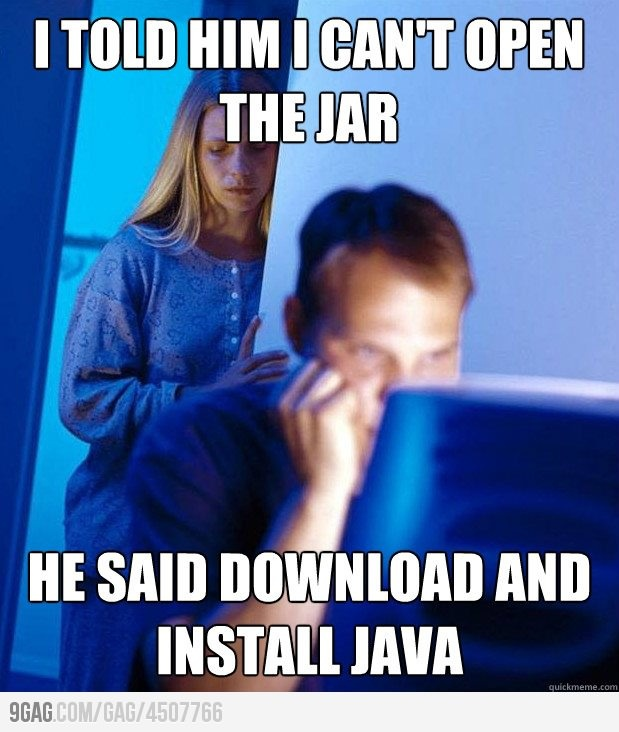 I TOLD HIM I CAN'T OPEN
THE JAR
HE SAID DOWNLOAD AND
INSTALL JAVA
quickmeme.com
9GAG.COM/GAG/4507766